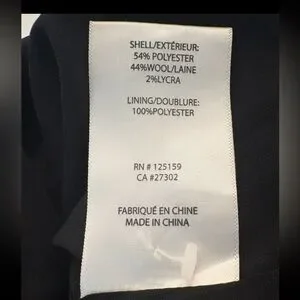 SHELL/EXTÉRIEUR:
54% POLYESTER
44%WOOL/LAINE
2%LYCRA
LINING/DOUBLURE:
100%POLYESTER
RN # 125159
CA #27302
FABRIQUÉ EN CHINE
MADE IN CHINA